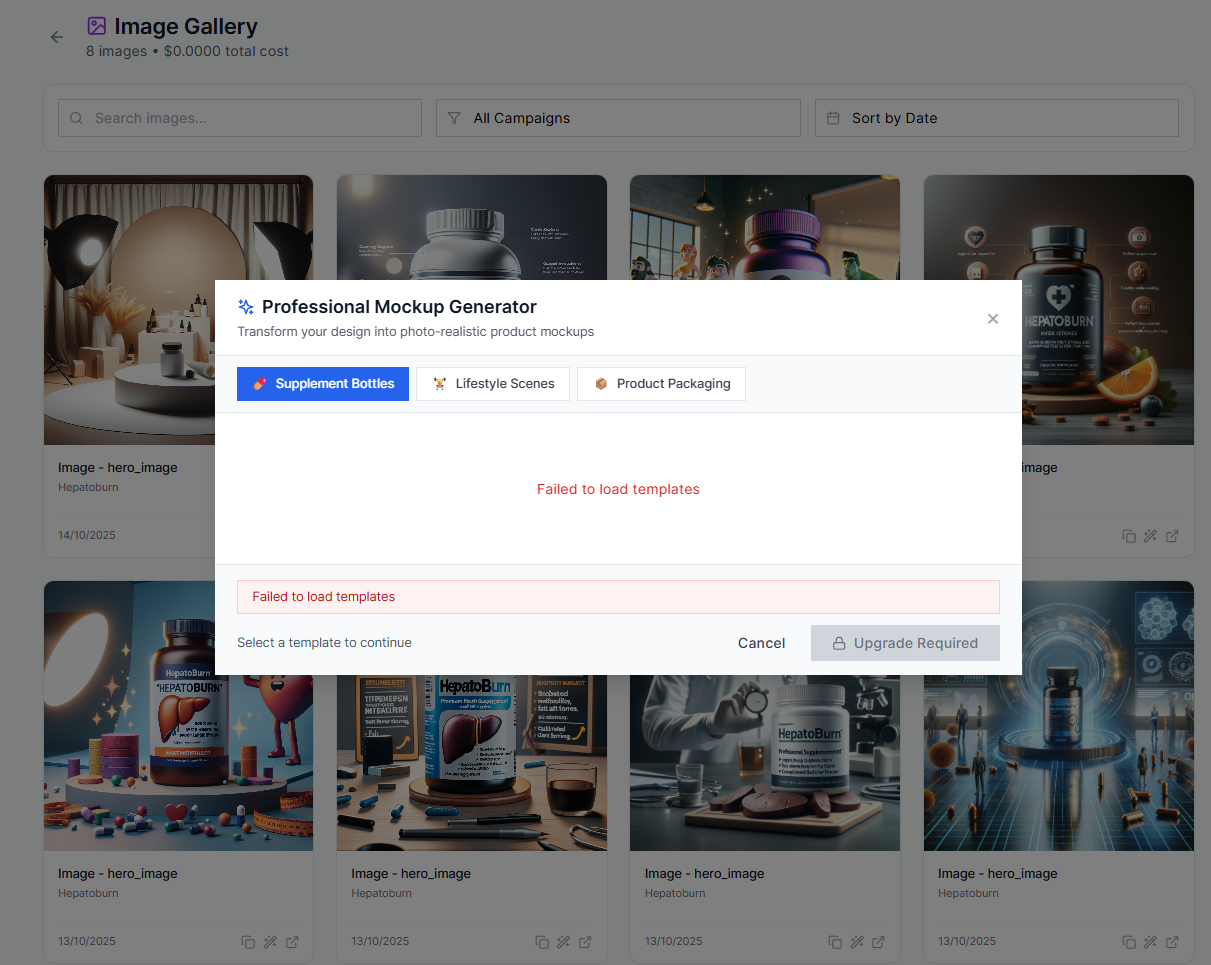 Image Gallery
8 images • $0.0000 total cost
Search images...
All Campaigns
Sort by Date
HEPATOBURN
Professional Mockup Generator
Transform your design into photo-realistic product mockups
Supplement Bottles
Lifestyle Scenes
Product Packaging
Failed to load templates
Failed to load templates
Select a template to continue
Cancel
Upgrade Required
Image - hero_image
Hepatoburn
14/10/2025
image
HepatoBurn
"HEPATOBURN"
HepatoBurn
HepatoBurn
Image - hero_image
Hepatoburn
13/10/2025
Image - hero_image
Hepatoburn
13/10/2025
Image - hero_image
Hepatoburn
13/10/2025
Image - hero_image
Hepatoburn
13/10/2025